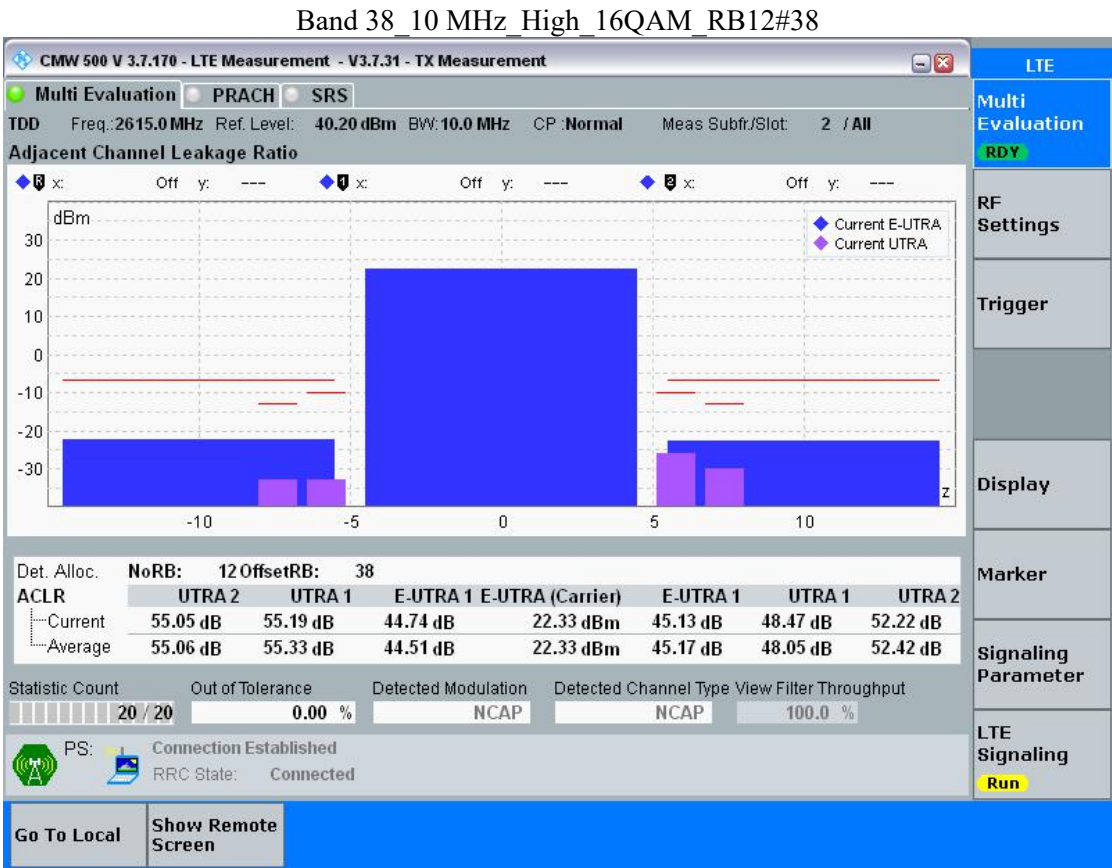 Band 38_10 MHz_High_16QAM_RB12#38
CMW 500 V 3.7.170 - LTE Measurement - V3.7.31 - TX Measurement
LTE
Multi Evaluation PRACH SRS
TDD Freq.:2615.0 MHz Ref. Level: 40.20 dBm BW: 10.0 MHz CP :Normal Meas Subfr./Slot: 2 / All
Adjacent Channel Leakage Ratio
R x: Off y: --- 1 x: Off y: --- 2 x: Off y: ---
dBm
Current E-UTRA
Current UTRA
30
20
10
0
-10
-20
-30
z
-10 -5 0 5 10
Det. Alloc. NoRB: 12 OffsetRB: 38
ACLR UTRA 2 UTRA 1 E-UTRA 1 E-UTRA (Carrier) E-UTRA 1 UTRA 1 UTRA 2
Current 55.05 dB 55.19 dB 44.74 dB 22.33 dBm 45.13 dB 48.47 dB 52.22 dB
Average 55.06 dB 55.33 dB 44.51 dB 22.33 dBm 45.17 dB 48.05 dB 52.42 dB
Statistic Count Out of Tolerance Detected Modulation Detected Channel Type View Filter Throughput
20 / 20 0.00 % NCAP NCAP 100.0 %
PS: Connection Established
RRC State: Connected
Multi
Evaluation
RDY
RF
Settings
Trigger
Display
Marker
Signaling
Parameter
LTE
Signaling
Run
Go To Local
Show Remote
Screen